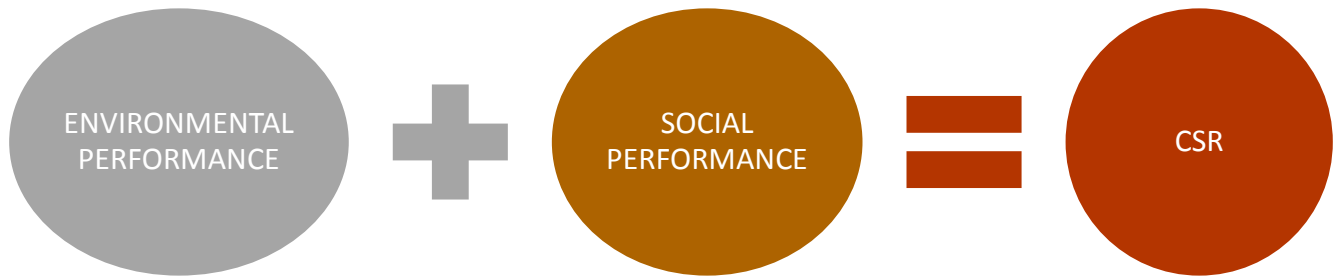 ENVIRONMENTAL
PERFORMANCE
SOCIAL
PERFORMANCE
CSR